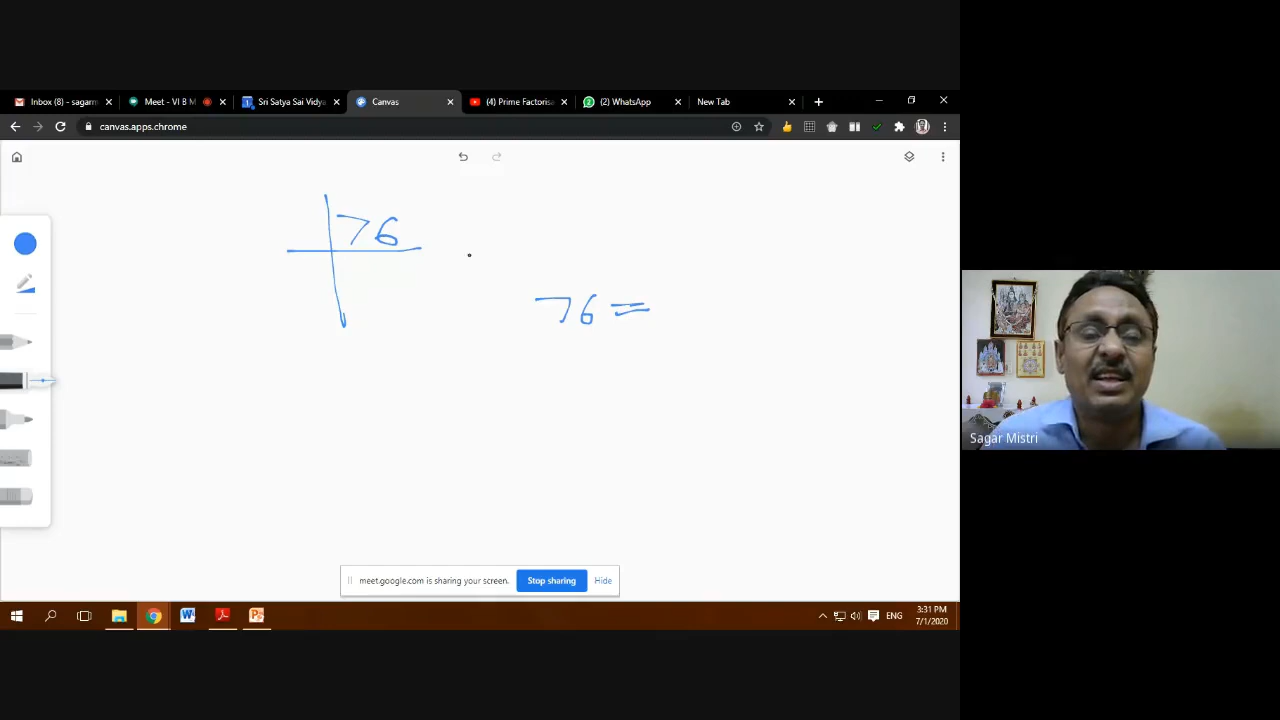 Inbox (8) - sagarm
Meet - VI B M
Sri Satya Sai Vidya
Canvas
(4) Prime Factoris
(2) WhatsApp
New Tab
canvas.apps.chrome
76
76 =
Sagar Mistri
meet.google.com is sharing your screen.
Stop sharing
Hide
ENG
3:31 PM
7/1/2020